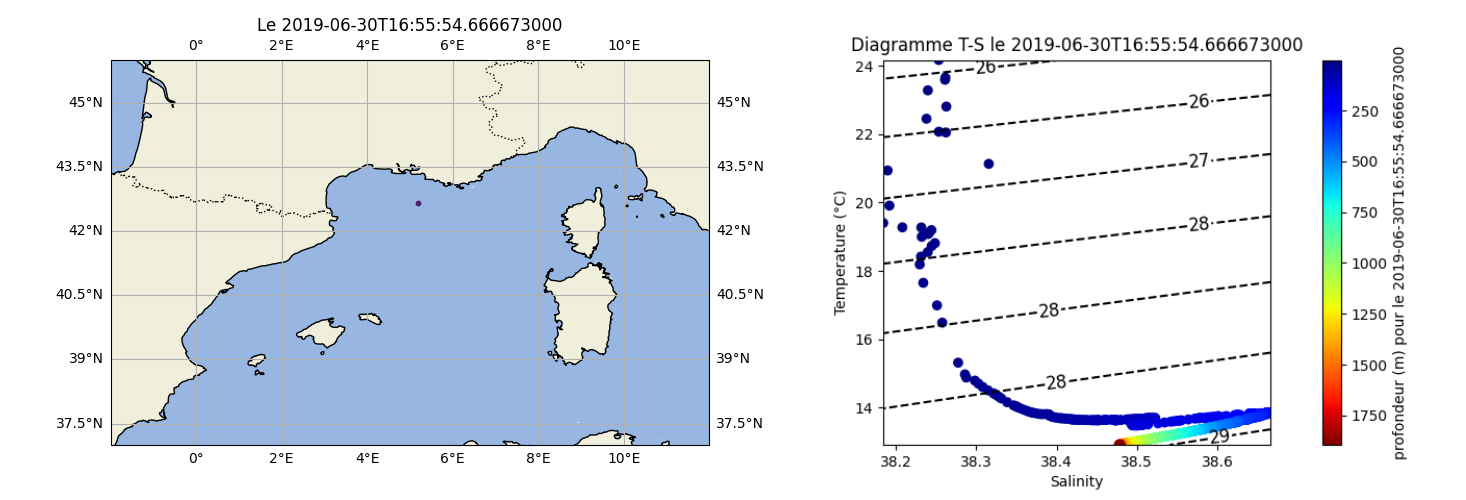 Le 2019-06-30T16:55:54.666673000
0° 2°E 4°E 6°E 8°E 10°E
45°N 45°N
43.5°N 43.5°N
42°N 42°N
40.5°N 40.5°N
39°N 39°N
37.5°N 37.5°N
0° 2°E 4°E 6°E 8°E 10°E
Diagramme T-S le 2019-06-30T16:55:54.666673000
24
22
20
18
16
14
Temperature (°C)
26
26
27
28
28
28
29
38.2 38.3 38.4 38.5 38.6
Salinity
250
500
750
1000
1250
1500
1750
profondeur (m) pour le 2019-06-30T16:55:54.666673000